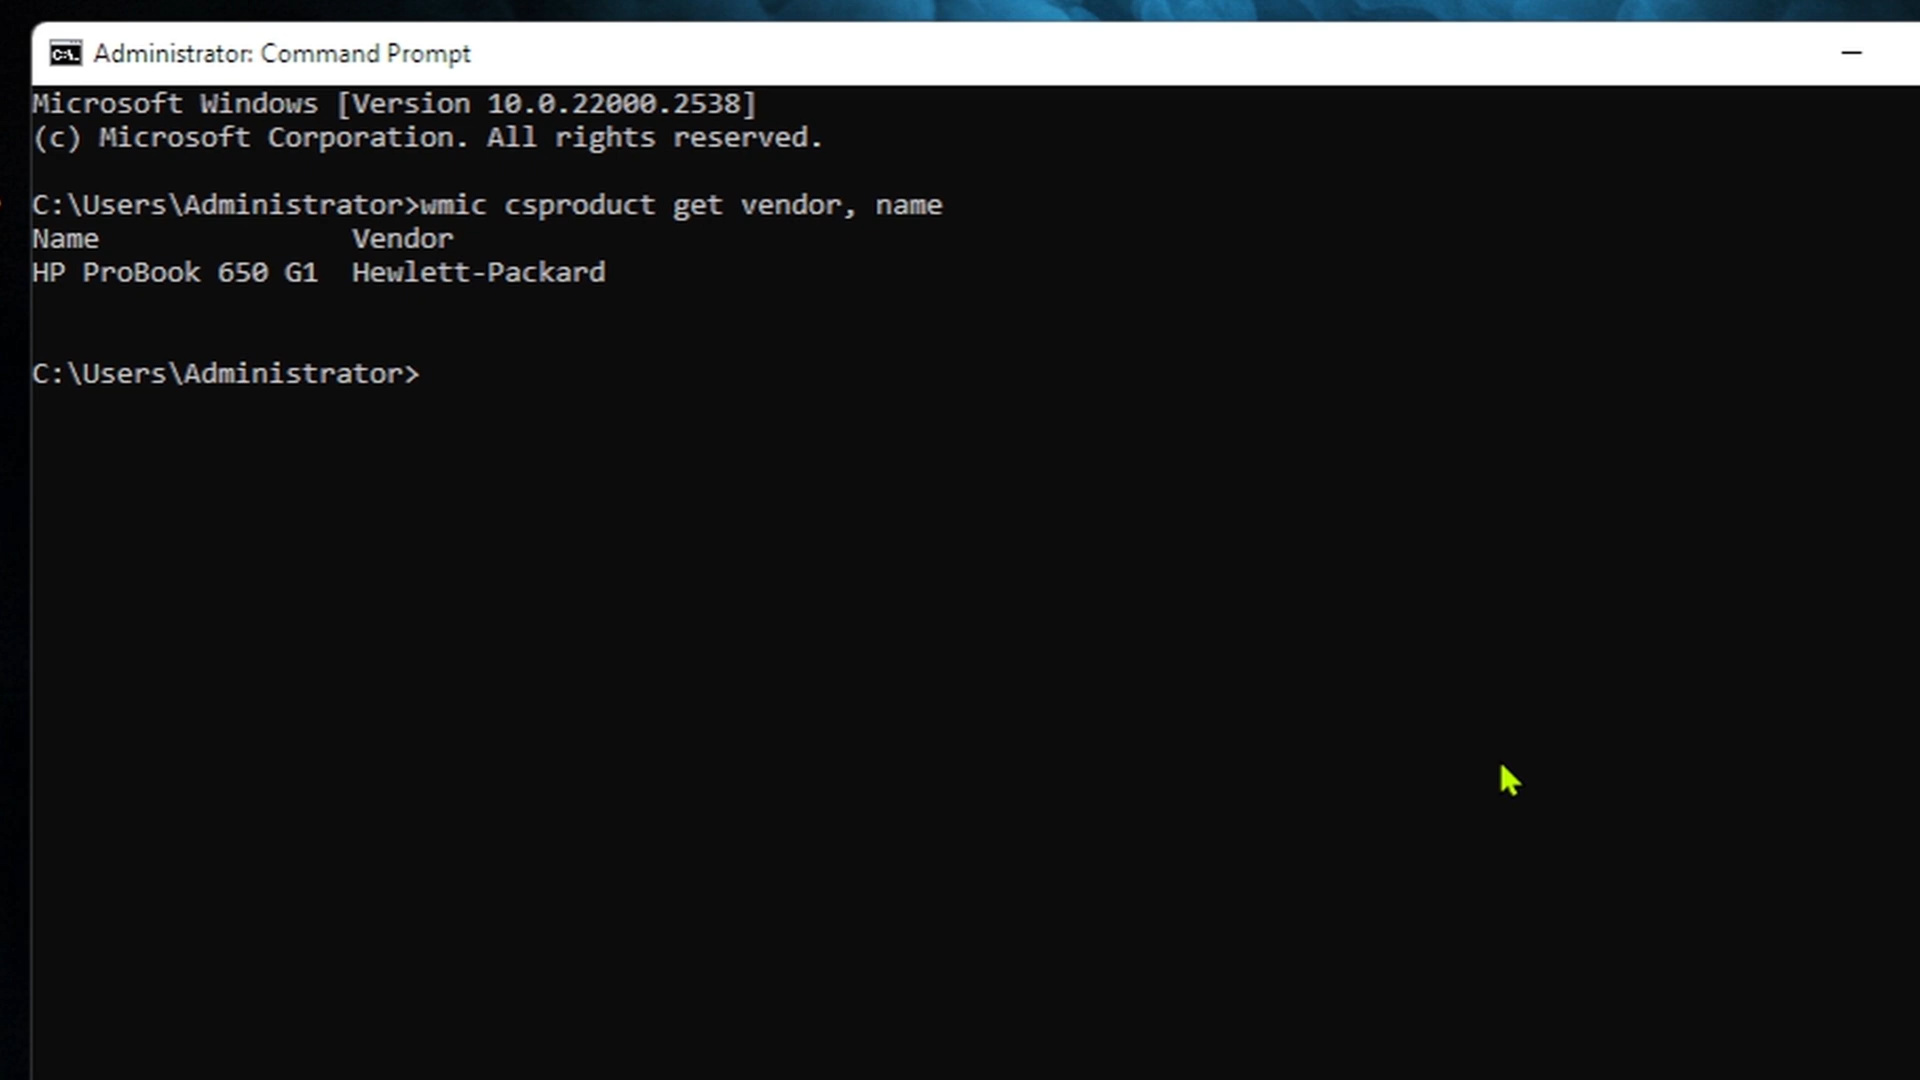 Administrator: Command Prompt
Microsoft Windows [Version 10.0.22000.2538]
(c) Microsoft Corporation. All rights reserved.
C:\Users\Administrator>wmic csproduct get vendor, name
Name Vendor
HP ProBook 650 G1 Hewlett-Packard
C:\Users\Administrator>